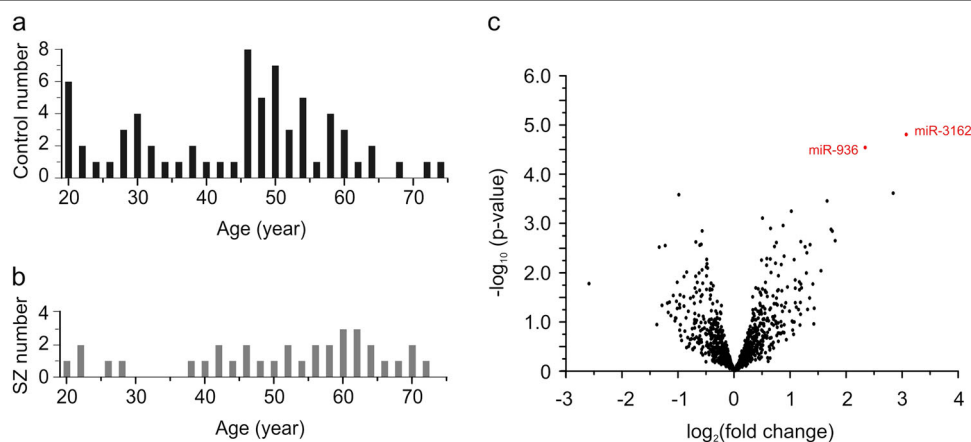 a
Control number
8
6
4
2
0
20 30 40 50 60 70
Age (year)
b
SZ number
4
2
0
20 30 40 50 60 70
Age (year)
c
-log10 (p-value)
6.0
5.0
4.0
3.0
2.0
1.0
0
miR-3162
miR-936
-3 -2 -1 0 1 2 3 4
log2(fold change)